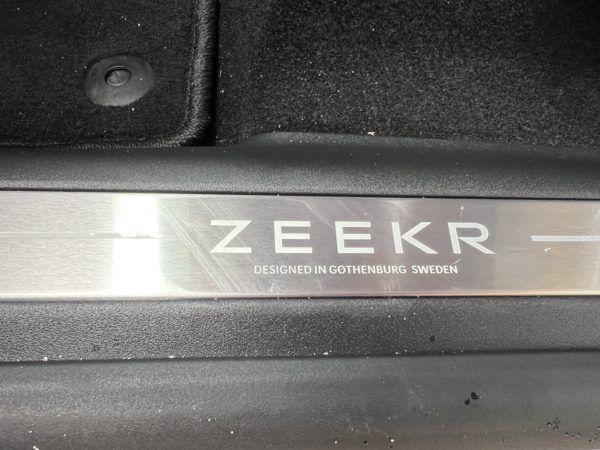 ZEEKR
DESIGNED IN GOTHENBURG SWEDEN